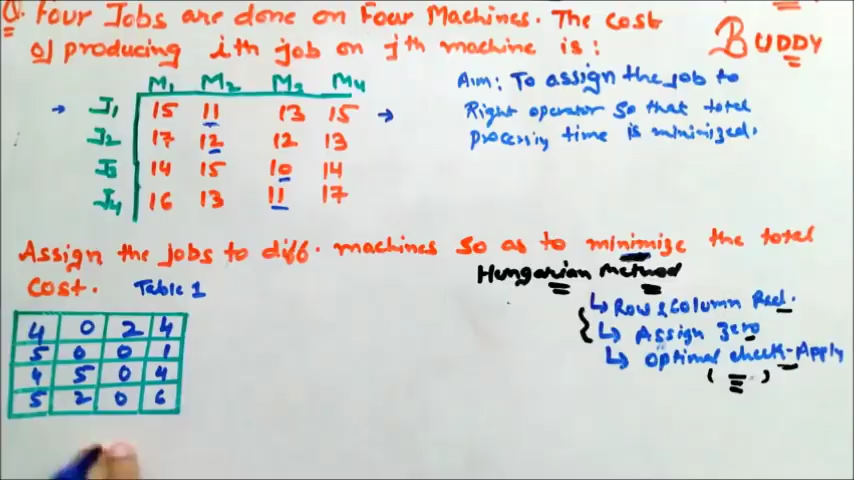 Q. Four Jobs are done on Four Machines. The cost
of producing ith job on jth machine is :
BUDDY
M1 M2 M3 M4
J1 15 11 13 15
J2 17 12 12 13
J3 14 15 10 14
J4 16 13 11 17
Aim: To assign the job to
Right operator so that total
processing time is minimized.
Assign the jobs to diff. machines so as to minimize the total
cost.
Table 1
4 0 2 4
5 0 0 1
4 5 0 4
5 2 0 6
Hungarian Method
↳ Row & Column Red.
↳ Assign Zero
↳ optimal check - Apply